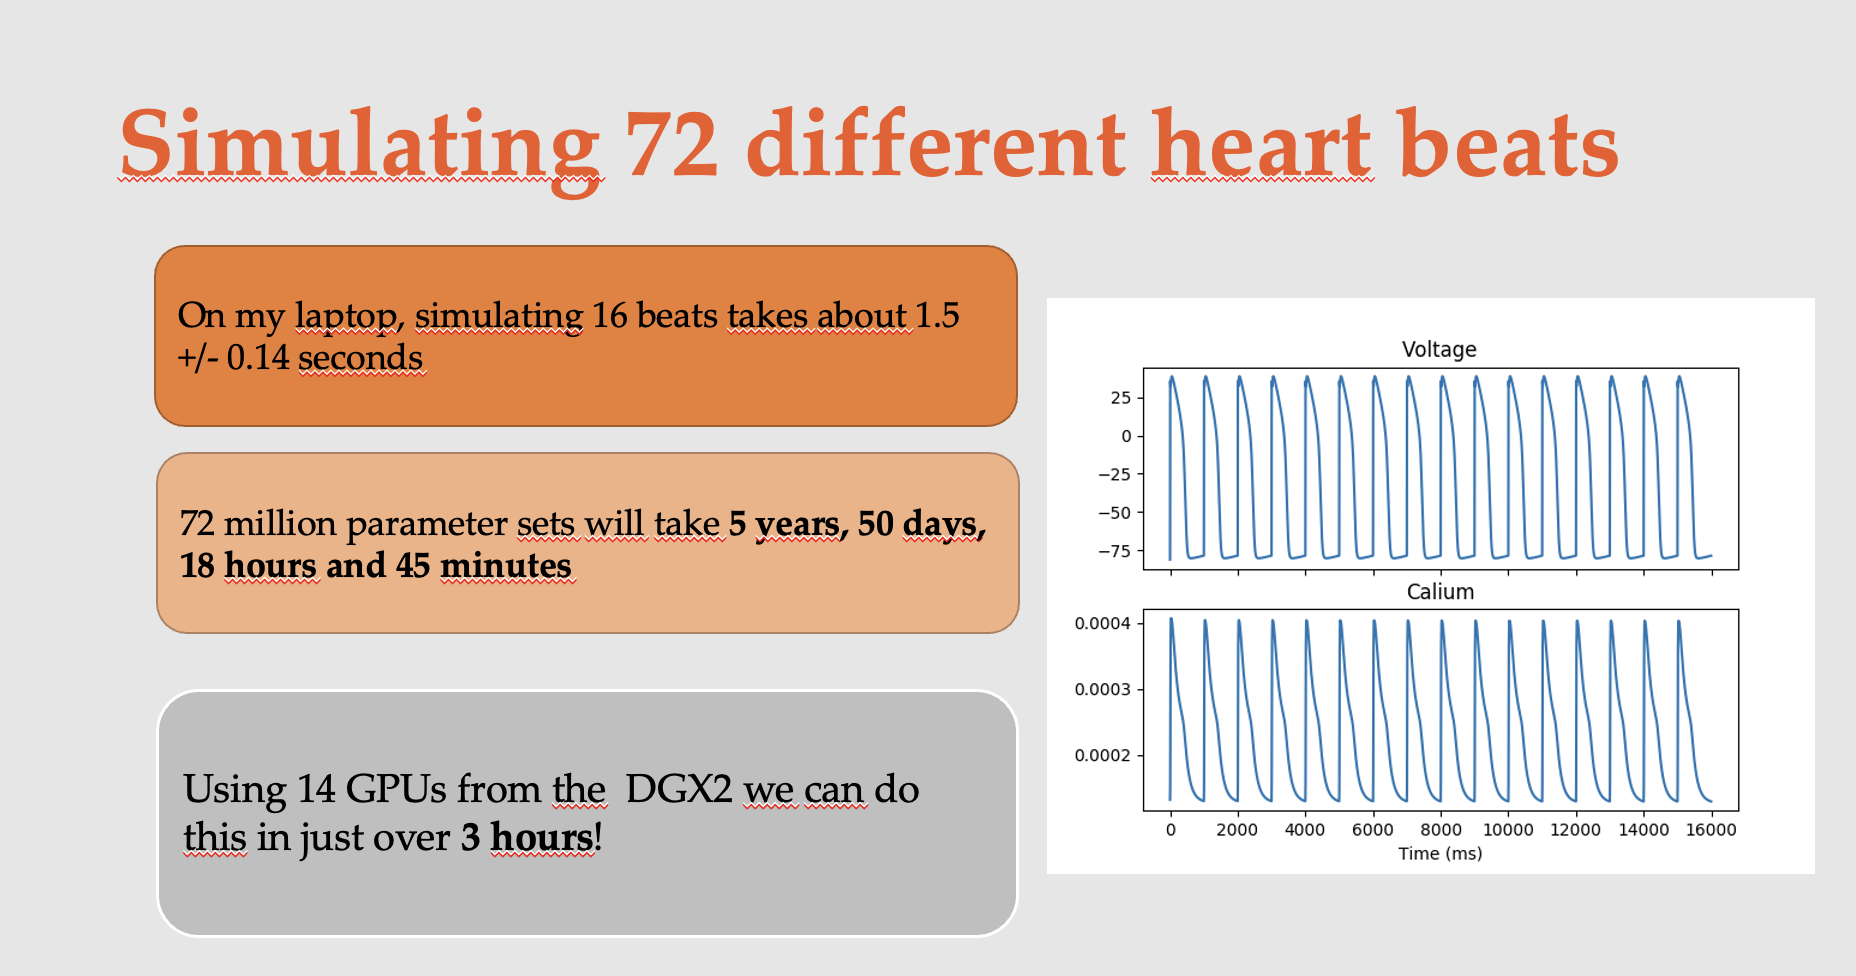 Simulating 72 different heart beats
On my laptop, simulating 16 beats takes about 1.5
+/- 0.14 seconds
72 million parameter sets will take 5 years, 50 days,
18 hours and 45 minutes
Using 14 GPUs from the  DGX2 we can do
this in just over 3 hours!
Voltage
25
0
−25
−50
−75
Calium
0.0004
0.0003
0.0002
0 2000 4000 6000 8000 10000 12000 14000 16000
Time (ms)